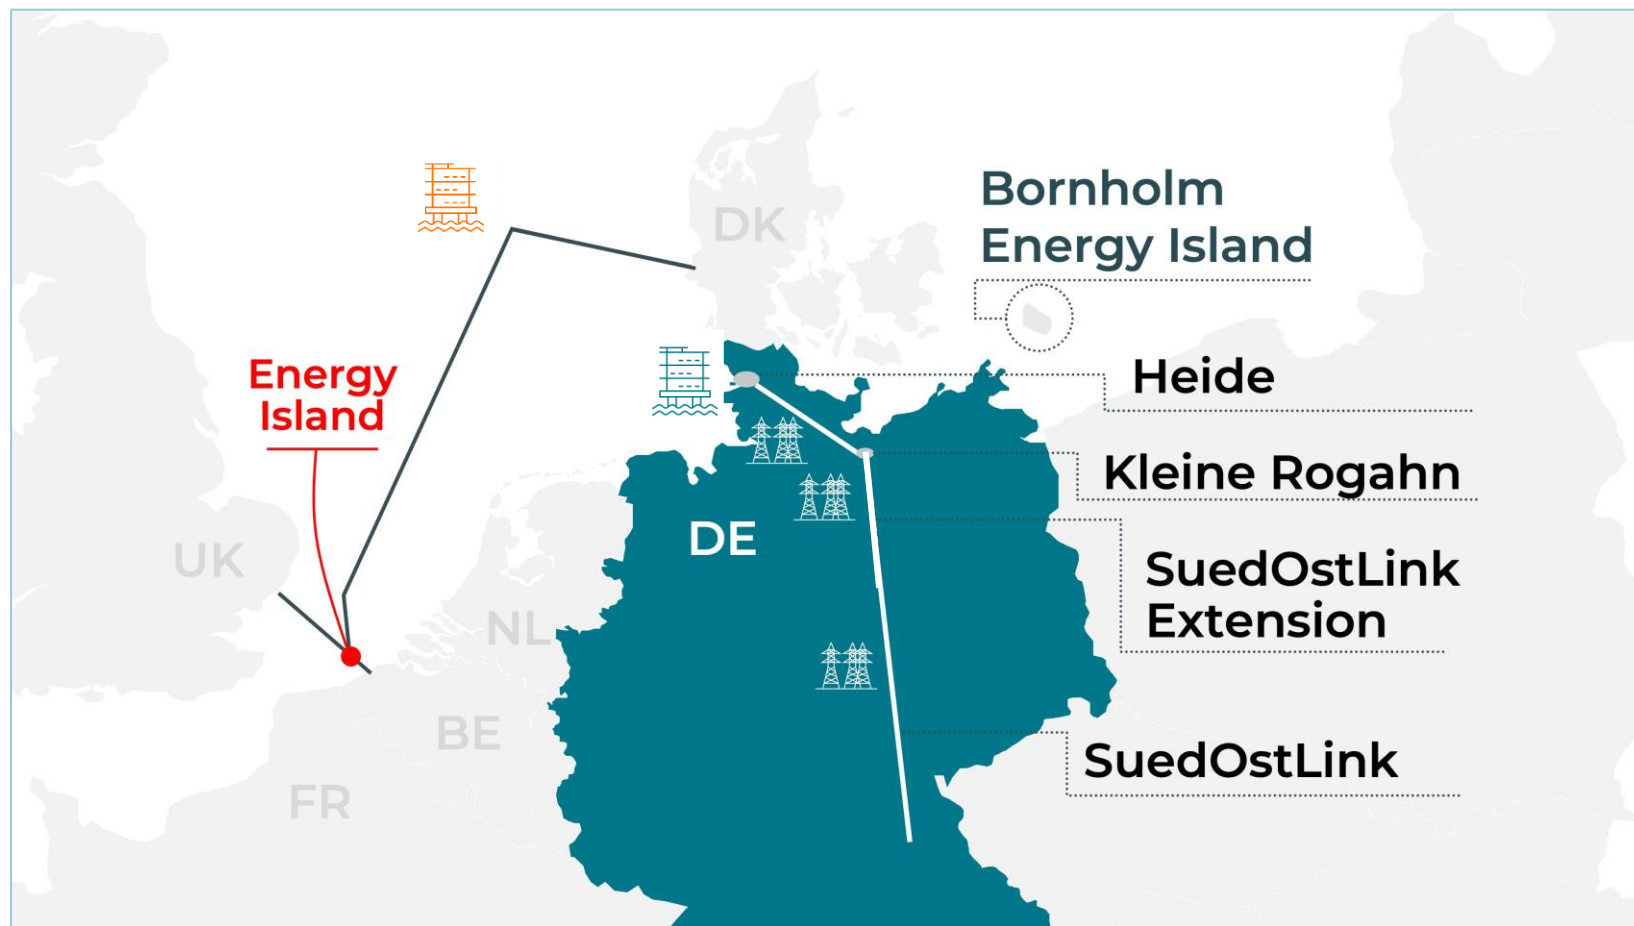 DK
Bornholm
Energy Island
Energy
Island
Heide
Kleine Rogahn
DE
UK
SuedOstLink
Extension
NL
BE
SuedOstLink
FR